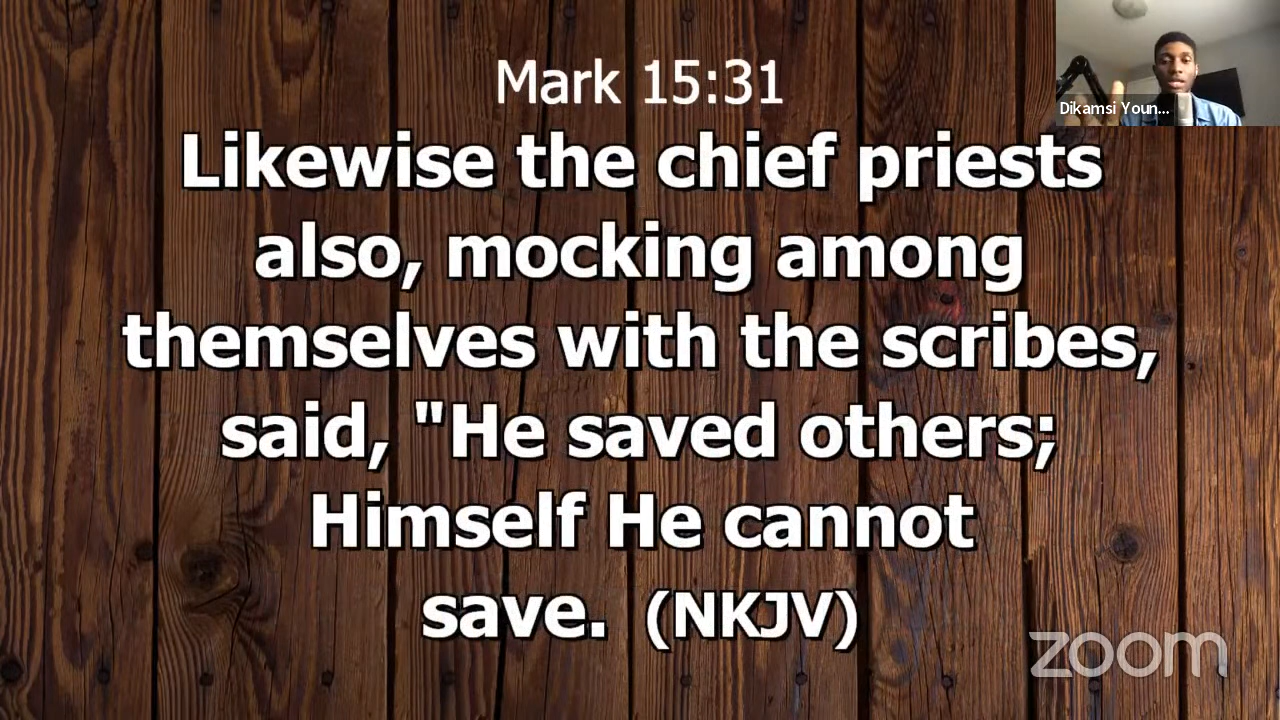 Mark 15:31
Likewise the chief priests
also, mocking among
themselves with the scribes,
said, "He saved others;
Himself He cannot
save. (NKJV)
Dikamsi Youn...
zoom